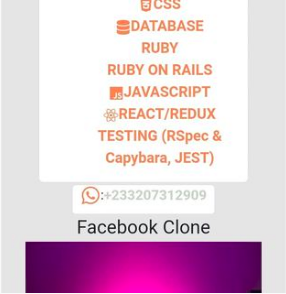 CSS
DATABASE
RUBY
RUBY ON RAILS
JAVASCRIPT
REACT/REDUX
TESTING (RSpec &
Capybara, JEST)
:+233207312909
Facebook Clone